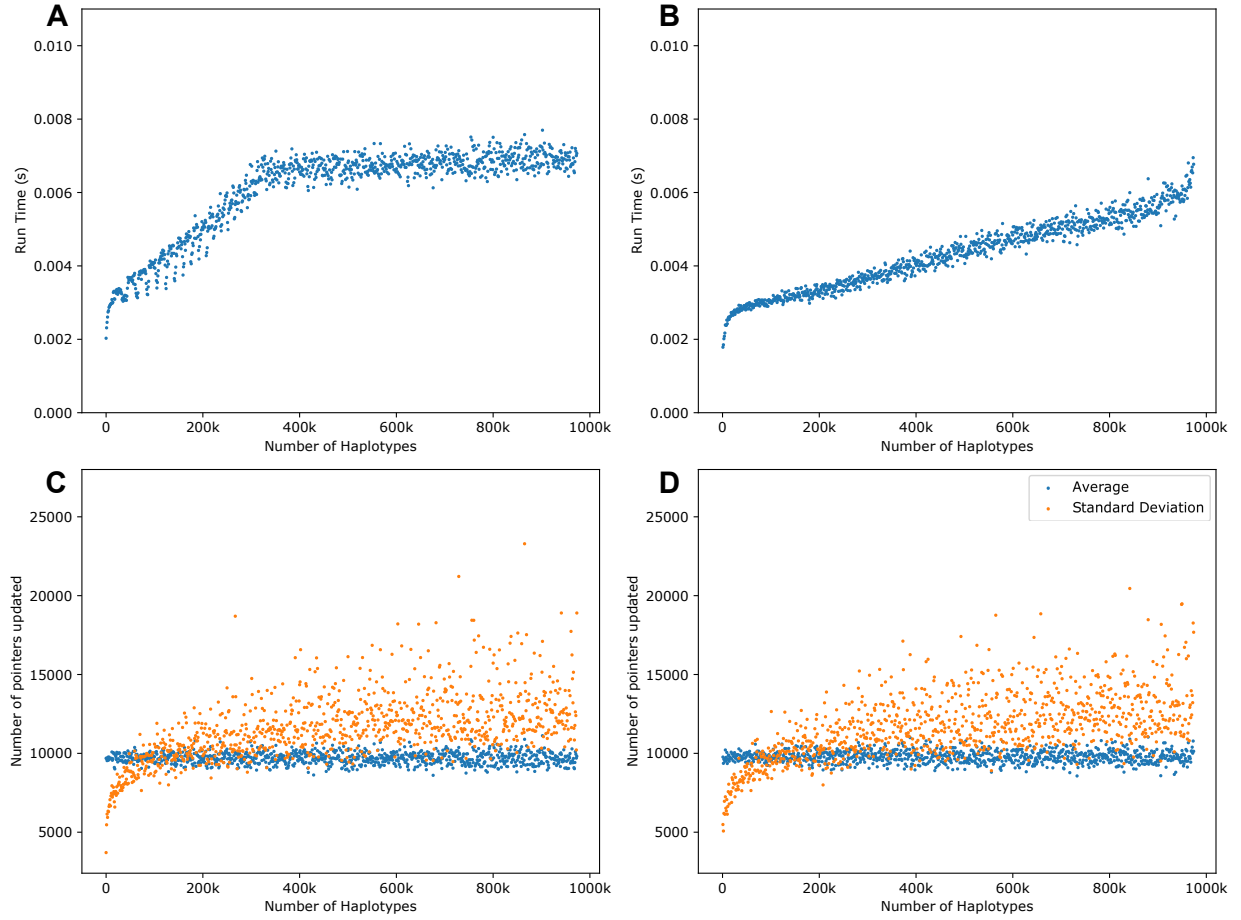 A
0.010
0.008
0.006
0.004
0.002
0.000
Run Time (s)
0
200k
400k
600k
800k
1000k
Number of Haplotypes
B
0.010
0.008
0.006
0.004
0.002
0.000
Run Time (s)
0
200k
400k
600k
800k
1000k
Number of Haplotypes
C
25000
20000
15000
10000
5000
Number of pointers updated
0
200k
400k
600k
800k
1000k
Number of Haplotypes
D
Average
Standard Deviation
25000
20000
15000
10000
5000
Number of pointers updated
0
200k
400k
600k
800k
1000k
Number of Haplotypes